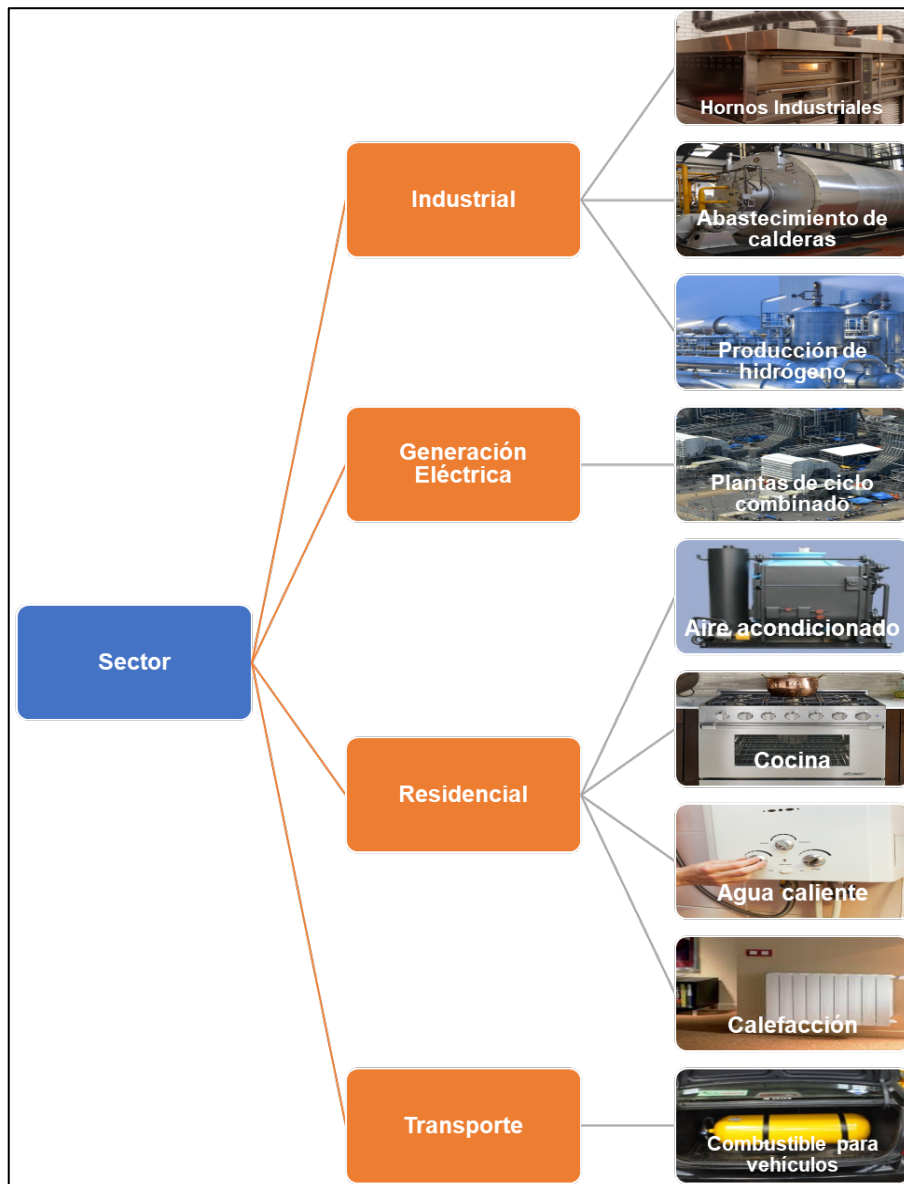 Sector
Industrial
Hornos Industriales
Abastecimiento de
calderas
Producción de
hidrógeno
Generación
Eléctrica
Plantas de ciclo
combinado
Residencial
Aire acondicionado
Cocina
Agua caliente
Calefacción
Transporte
Combustible para
vehículos